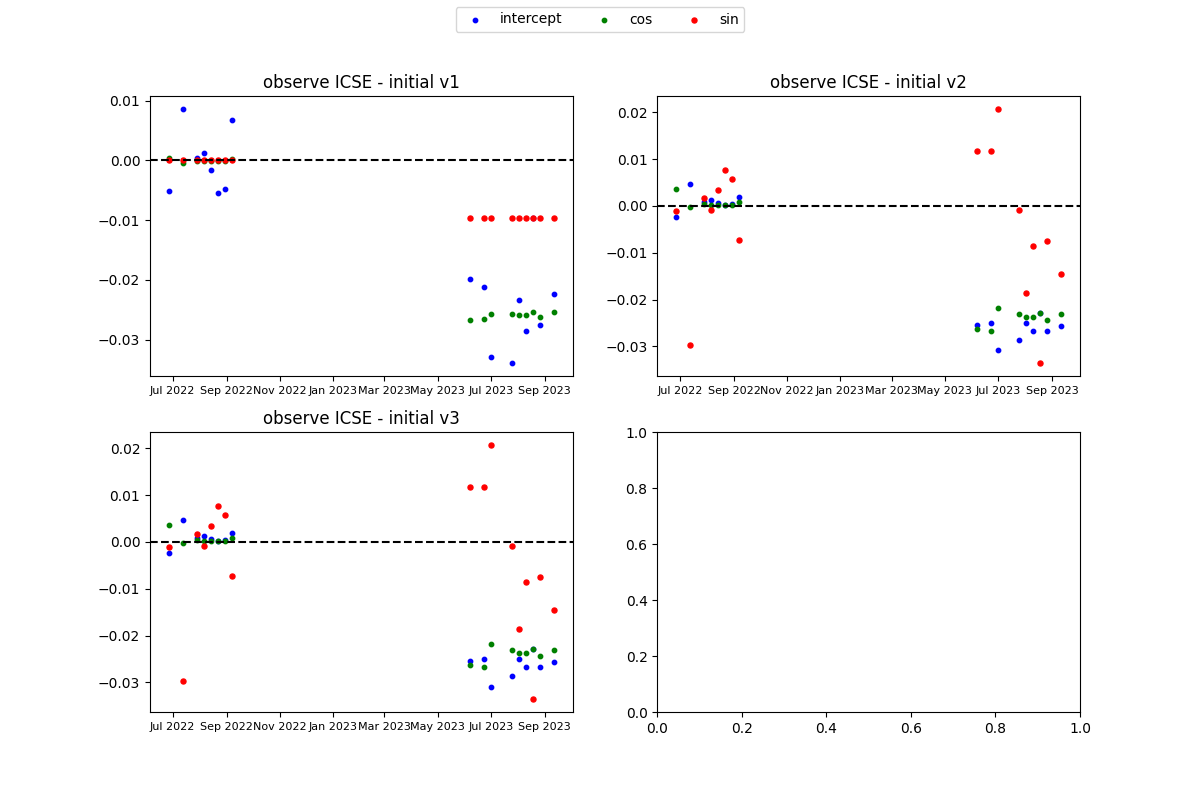 intercept cos sin
observe ICSE - initial v1
0.01
0.00
−0.01
−0.02
−0.03
Jul 2022 Sep 2022 Nov 2022 Jan 2023 Mar 2023 May 2023 Jul 2023 Sep 2023
observe ICSE - initial v2
0.02
0.01
0.00
−0.01
−0.02
−0.03
Jul 2022 Sep 2022 Nov 2022 Jan 2023 Mar 2023 May 2023 Jul 2023 Sep 2023
observe ICSE - initial v3
0.02
0.01
0.00
−0.01
−0.02
−0.03
Jul 2022 Sep 2022 Nov 2022 Jan 2023 Mar 2023 May 2023 Jul 2023 Sep 2023
1.0
0.8
0.6
0.4
0.2
0.0
0.0 0.2 0.4 0.6 0.8 1.0